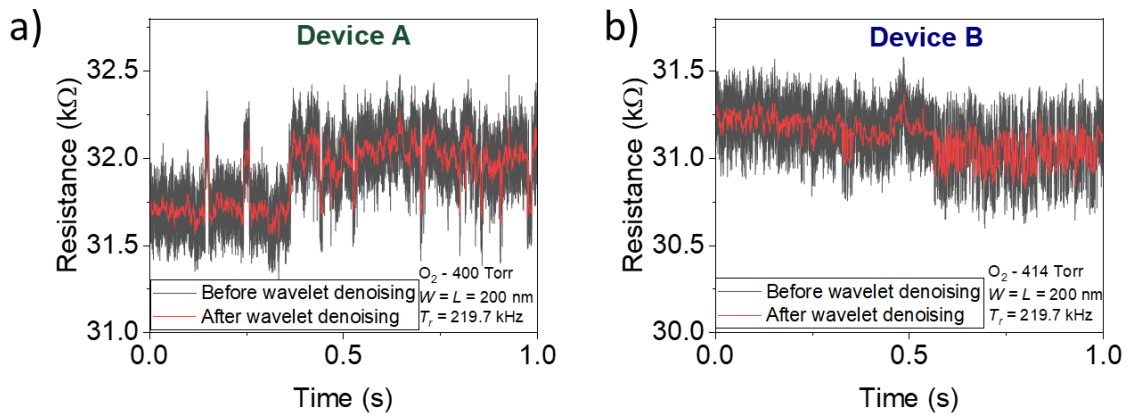 a)
Device A
Resistance (kΩ)
32.5
32.0
31.5
31.0
O₂ - 400 Torr
W = L = 200 nm
Tᵣ = 219.7 kHz
Before wavelet denoising
After wavelet denoising
0.0
0.5
1.0
Time (s)
b)
Device B
Resistance (kΩ)
31.5
31.0
30.5
30.0
O₂ - 414 Torr
W = L = 200 nm
Tᵣ = 219.7 kHz
Before wavelet denoising
After wavelet denoising
0.0
0.5
1.0
Time (s)